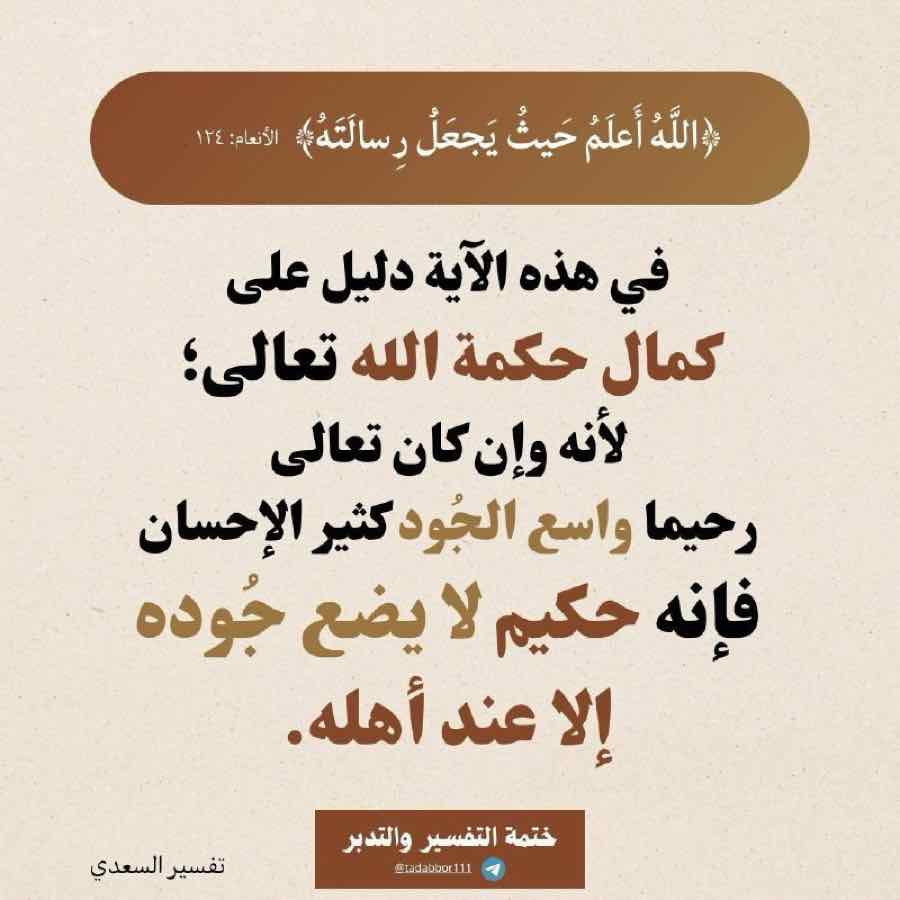 ﴿اللَّهُ أَعلَمُ حَيثُ يَجعَلُ رِسالَتَهُ﴾ الأنعام: ١٢٤
في هذه الآية دليل على
كمال حكمة الله تعالى؛
لأنه وإن كان تعالى
رحيما واسع الجُود كثير الإحسان
فإنه حكيم لا يضع جُوده
إلا عند أهله.
ختمة التفسير والتدبر
@tadabbor111
تفسير السعدي